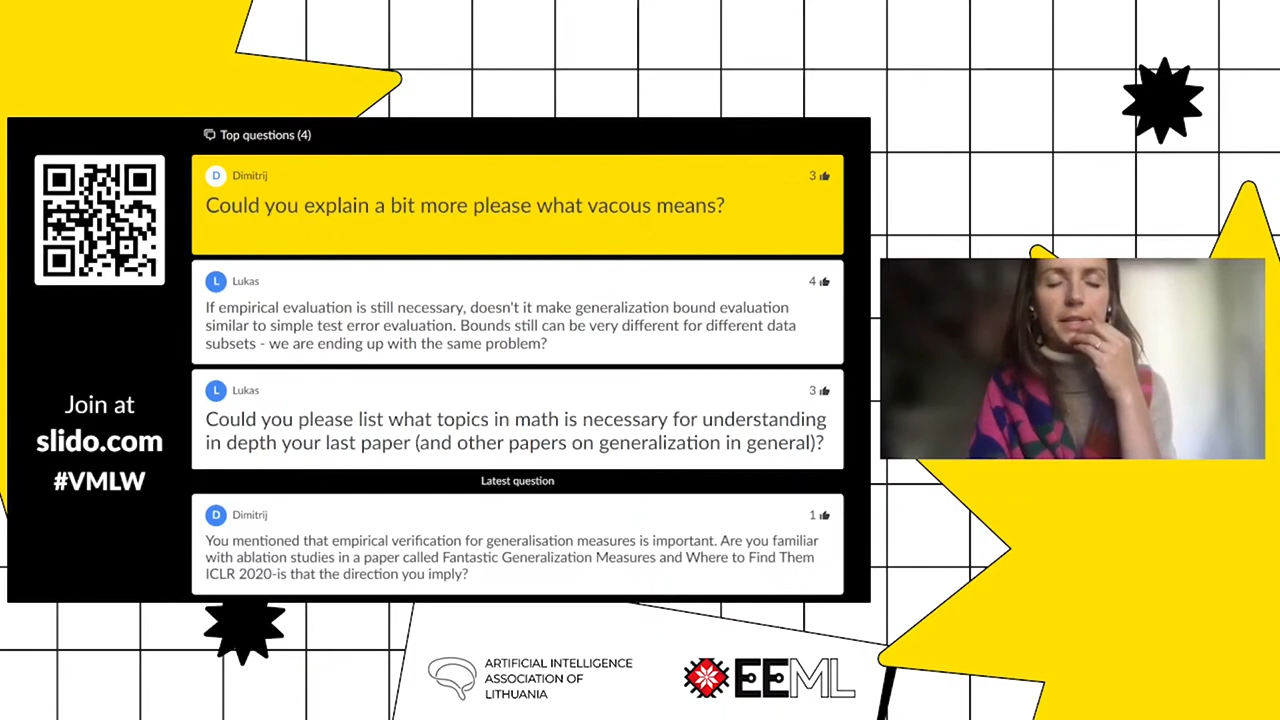 Top questions (4)
D Dimitrij 3
Could you explain a bit more please what vacous means?
L Lukas 4
If empirical evaluation is still necessary, doesn't it make generalization bound evaluation
similar to simple test error evaluation. Bounds still can be very different for different data
subsets - we are ending up with the same problem?
L Lukas 3
Could you please list what topics in math is necessary for understanding
in depth your last paper (and other papers on generalization in general)?
Latest question
D Dimitrij 1
You mentioned that empirical verification for generalisation measures is important. Are you familiar
with ablation studies in a paper called Fantastic Generalization Measures and Where to Find Them
ICLR 2020-is that the direction you imply?
Join at
slido.com
#VMLW
ARTIFICIAL INTELLIGENCE
ASSOCIATION OF
LITHUANIA
EEML